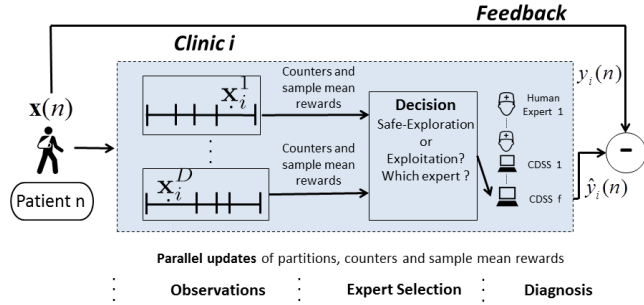 Feedback
Clinic i
x(n)
Patient n
x_i^1
x_i^D
Counters and
sample mean
rewards
Counters and
sample mean
rewards
Decision
Safe-Exploration
or
Exploitation?
Which expert ?
Human
Expert 1
CDSS 1
CDSS f
y_i(n)
−
ŷ_i(n)
Parallel updates of partitions, counters and sample mean rewards
Observations
Expert Selection
Diagnosis